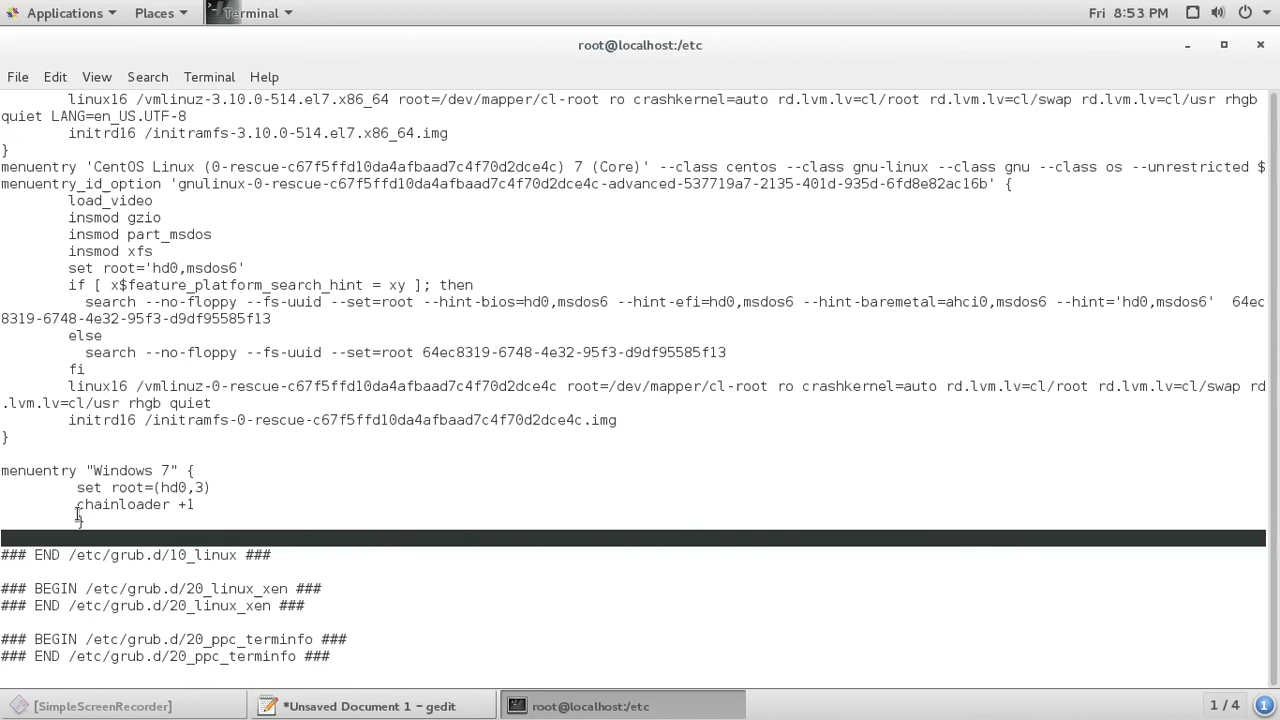 Applications Places Terminal Fri 8:53 PM
root@localhost:/etc
File Edit View Search Terminal Help
linux16 /vmlinuz-3.10.0-514.el7.x86_64 root=/dev/mapper/cl-root ro crashkernel=auto rd.lvm.lv=cl/root rd.lvm.lv=cl/swap rd.lvm.lv=cl/usr rhgb
quiet LANG=en_US.UTF-8
initrd16 /initramfs-3.10.0-514.el7.x86_64.img
}
menuentry 'CentOS Linux (0-rescue-c67f5ffd10da4afbaad7c4f70d2dce4c) 7 (Core)' --class centos --class gnu-linux --class gnu --class os --unrestricted $
menuentry_id_option 'gnulinux-0-rescue-c67f5ffd10da4afbaad7c4f70d2dce4c-advanced-537719a7-2135-401d-935d-6fd8e82ac16b' {
load_video
insmod gzio
insmod part_msdos
insmod xfs
set root='hd0,msdos6'
if [ x$feature_platform_search_hint = xy ]; then
search --no-floppy --fs-uuid --set=root --hint-bios=hd0,msdos6 --hint-efi=hd0,msdos6 --hint-baremetal=ahci0,msdos6 --hint='hd0,msdos6'  64ec
8319-6748-4e32-95f3-d9df95585f13
else
search --no-floppy --fs-uuid --set=root 64ec8319-6748-4e32-95f3-d9df95585f13
fi
linux16 /vmlinuz-0-rescue-c67f5ffd10da4afbaad7c4f70d2dce4c root=/dev/mapper/cl-root ro crashkernel=auto rd.lvm.lv=cl/root rd.lvm.lv=cl/swap rd
.lvm.lv=cl/usr rhgb quiet
initrd16 /initramfs-0-rescue-c67f5ffd10da4afbaad7c4f70d2dce4c.img
}
menuentry "Windows 7" {
set root=(hd0,3)
chainloader +1
}
### END /etc/grub.d/10_linux ###
### BEGIN /etc/grub.d/20_linux_xen ###
### END /etc/grub.d/20_linux_xen ###
### BEGIN /etc/grub.d/20_ppc_terminfo ###
### END /etc/grub.d/20_ppc_terminfo ###
[SimpleScreenRecorder] *Unsaved Document 1 - gedit root@localhost:/etc 1 / 4 1